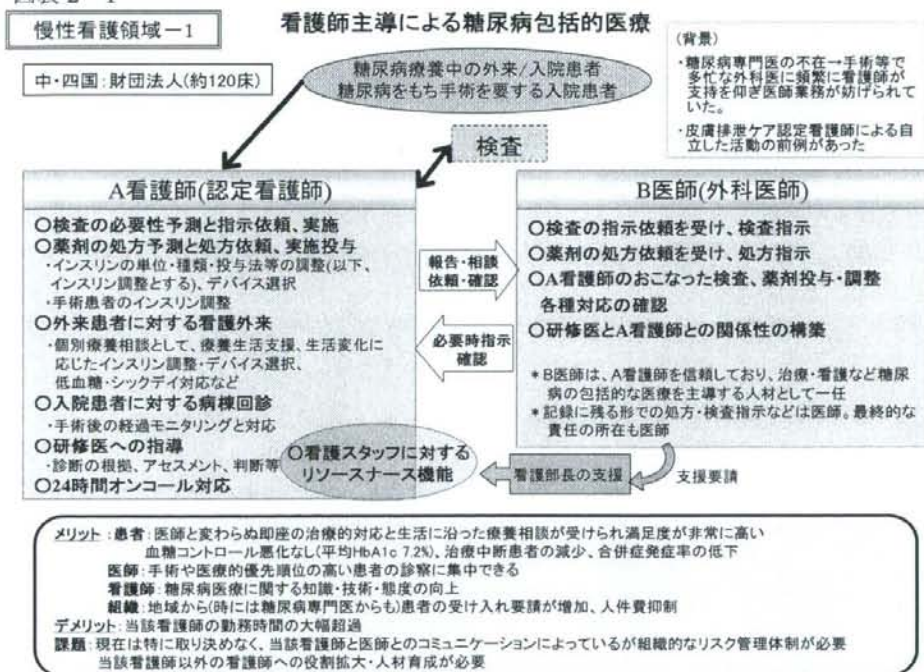 慢性看護領域－1
看護師主導による糖尿病包括的医療
中・四国：財団法人(約120床)
糖尿病療養中の外来/入院患者
糖尿病をもち手術を要する入院患者
(背景)
・糖尿病専門医の不在→手術等で
多忙な外科医に頻繁に看護師が
支持を仰ぎ医師業務が妨げられて
いた。
・皮膚排泄ケア認定看護師による自
立した活動の前例があった
検査
A看護師(認定看護師)
○検査の必要性予測と指示依頼、実施
○薬剤の処方予測と処方依頼、実施投与
・インスリンの単位・種類・投与法等の調整(以下、
インスリン調整とする)、デバイス選択
・手術患者のインスリン調整
○外来患者に対する看護外来
・個別療養相談として、療養生活支援、生活変化に
応じたインスリン調整・デバイス選択、
低血糖・シックデイ対応など
○入院患者に対する病棟回診
・手術後の経過モニタリングと対応
○研修医への指導
・診断の根拠、アセスメント、判断等
○24時間オンコール対応
○看護スタッフに対する
リソースナース機能
報告・相談
依頼・確認
必要時指示
確認
B医師(外科医師)
○検査の指示依頼を受け、検査指示
○薬剤の処方依頼を受け、処方指示
○A看護師のおこなった検査、薬剤投与・調整
各種対応の確認
○研修医とA看護師との関係性の構築
＊B医師は、A看護師を信頼しており、治療・看護など糖尿
病の包括的な医療を主導する人材として一任
＊記録に残る形での処方・検査指示などは医師。最終的な
責任の所在も医師
看護部長の支援
支援要請
メリット：患者：医師と変わらぬ即座の治療的対応と生活に沿った療養相談が受けられ満足度が非常に高い
血糖コントロール悪化なし(平均HbA1c 7.2%)、治療中断患者の減少、合併症発症率の低下
医師：手術や医療的優先順位の高い患者の診察に集中できる
看護師：糖尿病医療に関する知識・技術・態度の向上
組織：地域から(時には糖尿病専門医からも)患者の受け入れ要請が増加、人件費抑制
デメリット：当該看護師の勤務時間の大幅超過
課題：現在は特に取り決めなく、当該看護師と医師とのコミュニケーションによっているが組織的なリスク管理体制が必要
当該看護師以外の看護師への役割拡大・人材育成が必要